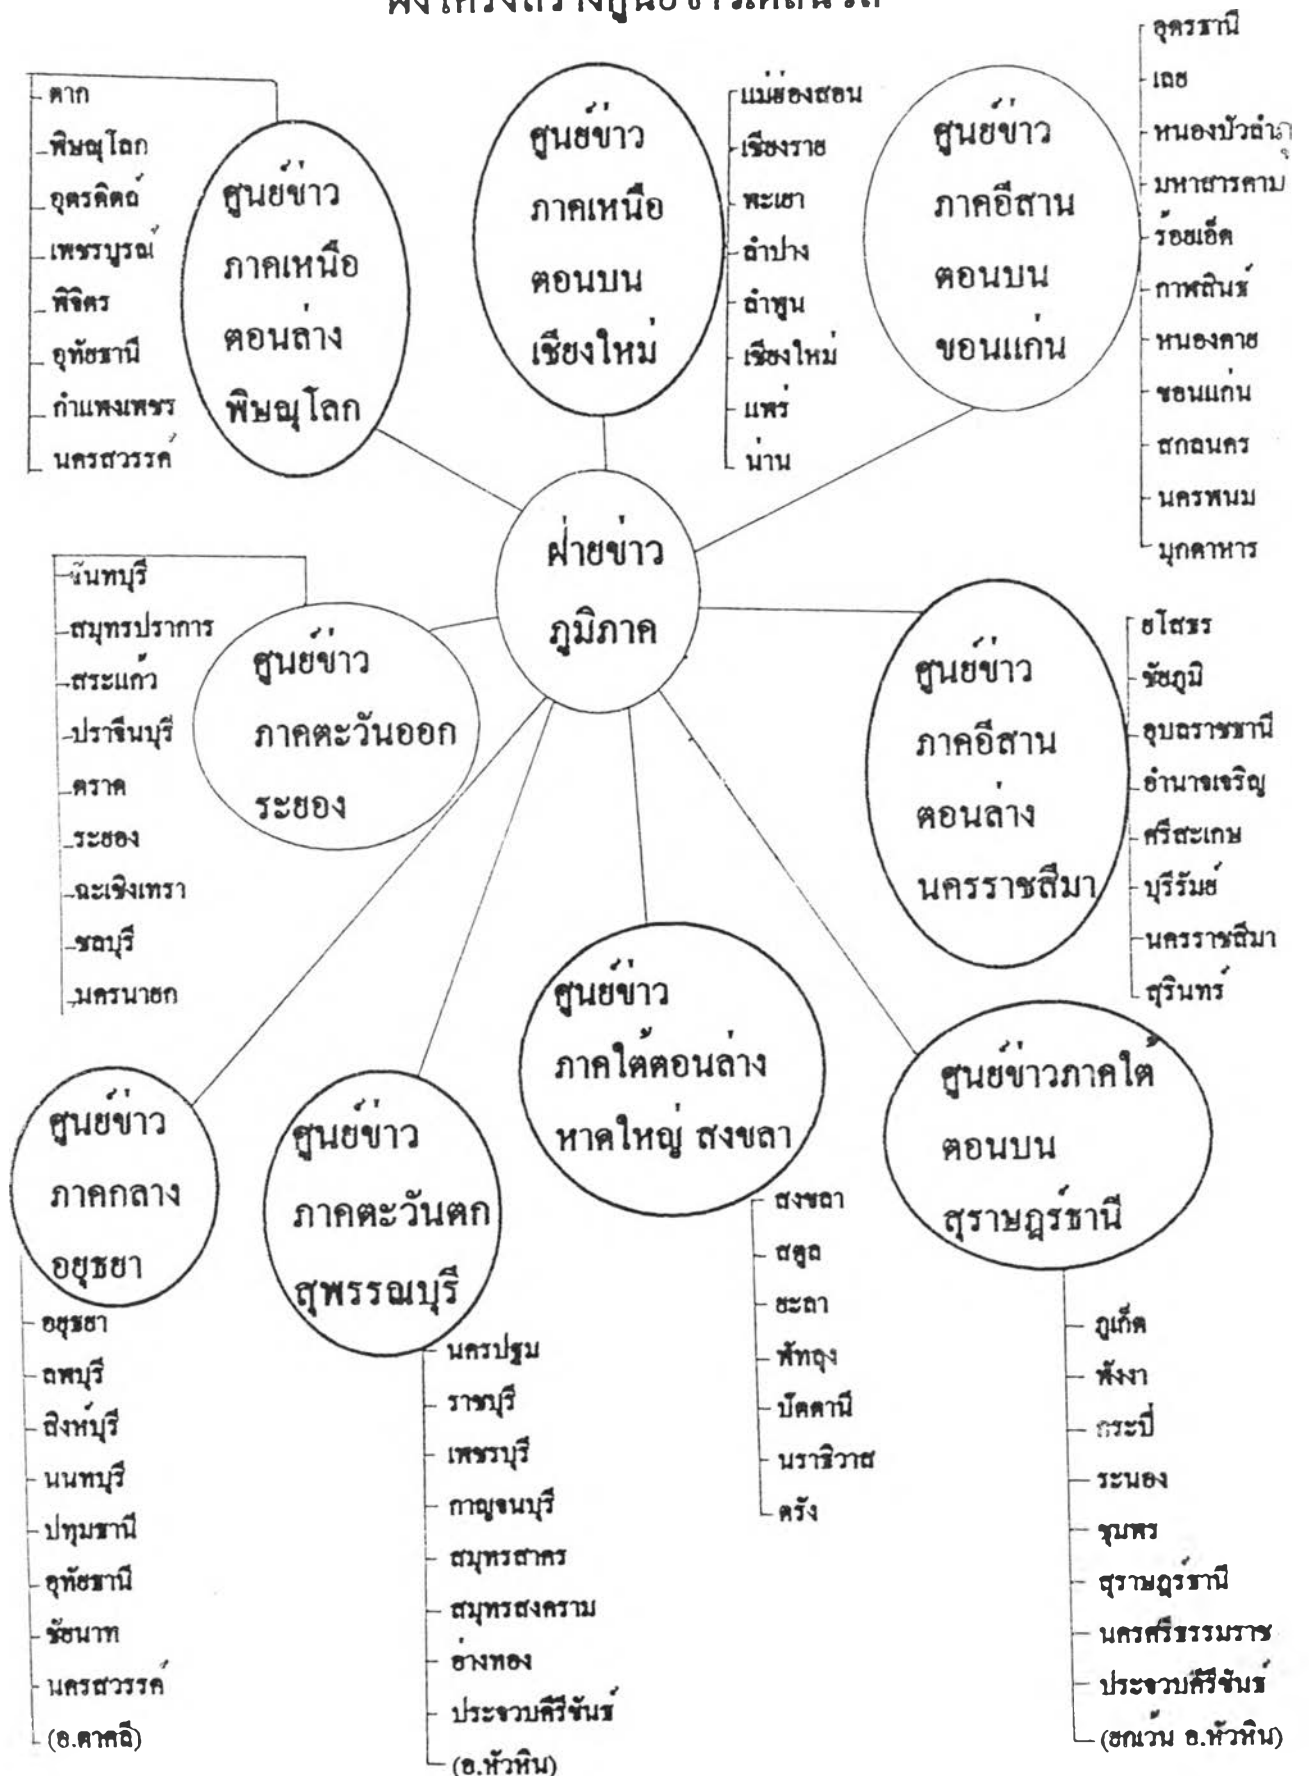 ผังโครงสร้างศูนย์ข่าวเดลินิวส์
ตาก
พิษณุโลก
อุตรดิตถ์
เพชรบูรณ์
พิจิตร
อุทัยธานี
กำแพงเพชร
นครสวรรค์
ศูนย์ข่าว
ภาคเหนือ
ตอนล่าง
พิษณุโลก
ศูนย์ข่าว
ภาคเหนือ
ตอนบน
เชียงใหม่
แม่ฮ่องสอน
เชียงราย
พะเยา
ลำปาง
ลำพูน
เชียงใหม่
แพร่
น่าน
ศูนย์ข่าว
ภาคอีสาน
ตอนบน
ขอนแก่น
อุดรธานี
เลย
หนองบัวลำภู
มหาสารคาม
ร้อยเอ็ด
กาฬสินธุ์
หนองคาย
ขอนแก่น
สกลนคร
นครพนม
มุกดาหาร
ฝ่ายข่าว
ภูมิภาค
จันทบุรี
สมุทรปราการ
สระแก้ว
ปราจีนบุรี
ตราด
ระยอง
ฉะเชิงเทรา
ชลบุรี
นครนายก
ศูนย์ข่าว
ภาคตะวันออก
ระยอง
ศูนย์ข่าว
ภาคอีสาน
ตอนล่าง
นครราชสีมา
ยโสธร
ชัยภูมิ
อุบลราชธานี
อำนาจเจริญ
ศรีสะเกษ
บุรีรัมย์
นครราชสีมา
สุรินทร์
ศูนย์ข่าว
ภาคกลาง
อยุธยา
อยุธยา
ลพบุรี
สิงห์บุรี
นนทบุรี
ปทุมธานี
อุทัยธานี
ชัยนาท
นครสวรรค์
(อ.ตาคลี)
ศูนย์ข่าว
ภาคตะวันตก
สุพรรณบุรี
นครปฐม
ราชบุรี
เพชรบุรี
กาญจนบุรี
สมุทรสาคร
สมุทรสงคราม
อ่างทอง
ประจวบคีรีขันธ์
(อ.หัวหิน)
ศูนย์ข่าว
ภาคใต้ตอนล่าง
หาดใหญ่ สงขลา
สงขลา
สตูล
ยะลา
พัทลุง
ปัตตานี
นราธิวาส
ตรัง
ศูนย์ข่าวภาคใต้
ตอนบน
สุราษฎร์ธานี
ภูเก็ต
พังงา
กระบี่
ระนอง
ชุมพร
สุราษฎร์ธานี
นครศรีธรรมราช
ประจวบคีรีขันธ์
(ยกเว้น อ.หัวหิน)